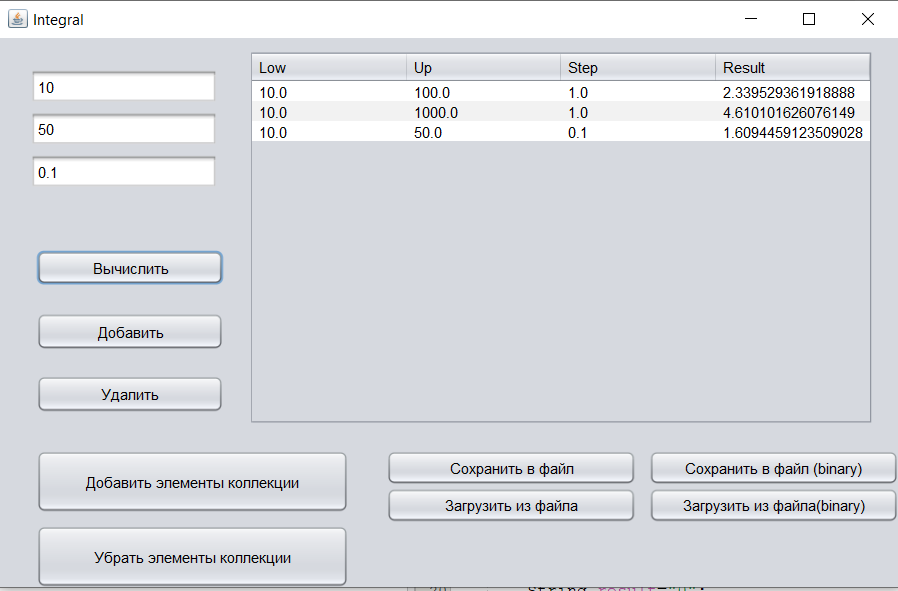 Integral
10
50
0.1
Low Up Step Result
10.0 100.0 1.0 2.339529361918888
10.0 1000.0 1.0 4.610101626076149
10.0 50.0 0.1 1.6094459123509028
Вычислить
Добавить
Удалить
Добавить элементы коллекции
Убрать элементы коллекции
Сохранить в файл
Сохранить в файл (binary)
Загрузить из файла
Загрузить из файла(binary)